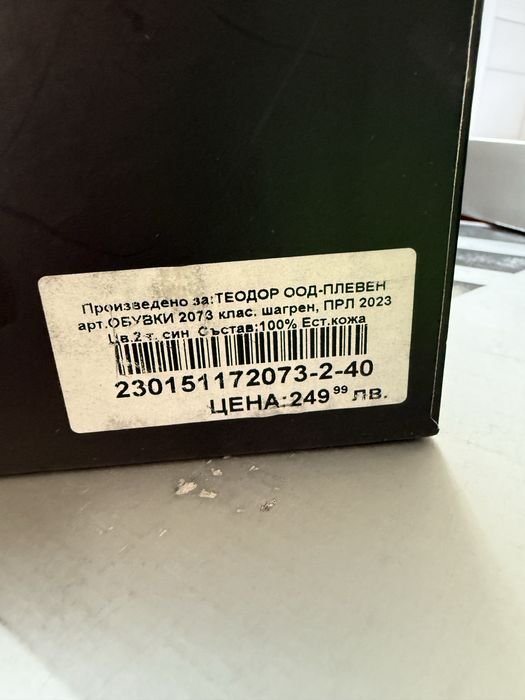 Произведено за:ТЕОДОР ООД-ПЛЕВЕН
арт.ОБУВКИ 2073 клас. шагрен, ПРЛ 2023
Цв.2 т. син Състав:100% Ест.кожа
230151172073-2-40
ЦЕНА:249 99 лв.